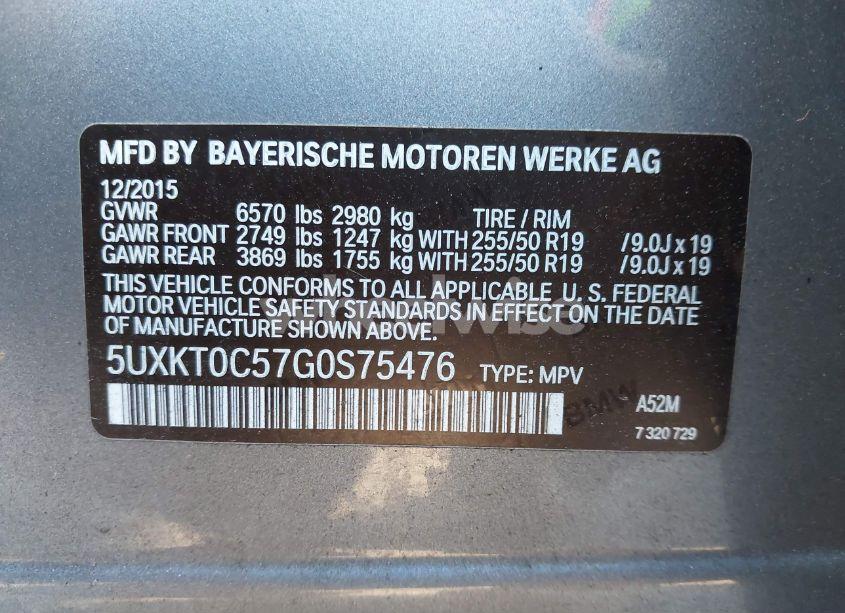 MFD BY BAYERISCHE MOTOREN WERKE AG
12/2015
GVWR 6570 lbs 2980 kg TIRE / RIM
GAWR FRONT 2749 lbs 1247 kg WITH 255/50 R19 /9.0J x 19
GAWR REAR 3869 lbs 1755 kg WITH 255/50 R19 /9.0J x 19
THIS VEHICLE CONFORMS TO ALL APPLICABLE U. S. FEDERAL
MOTOR VEHICLE SAFETY STANDARDS IN EFFECT ON THE DATE
OF MANUFACTURE SHOWN ABOVE.
5UXKT0C57G0S75476 TYPE: MPV
BMW
A52M
7 320 729